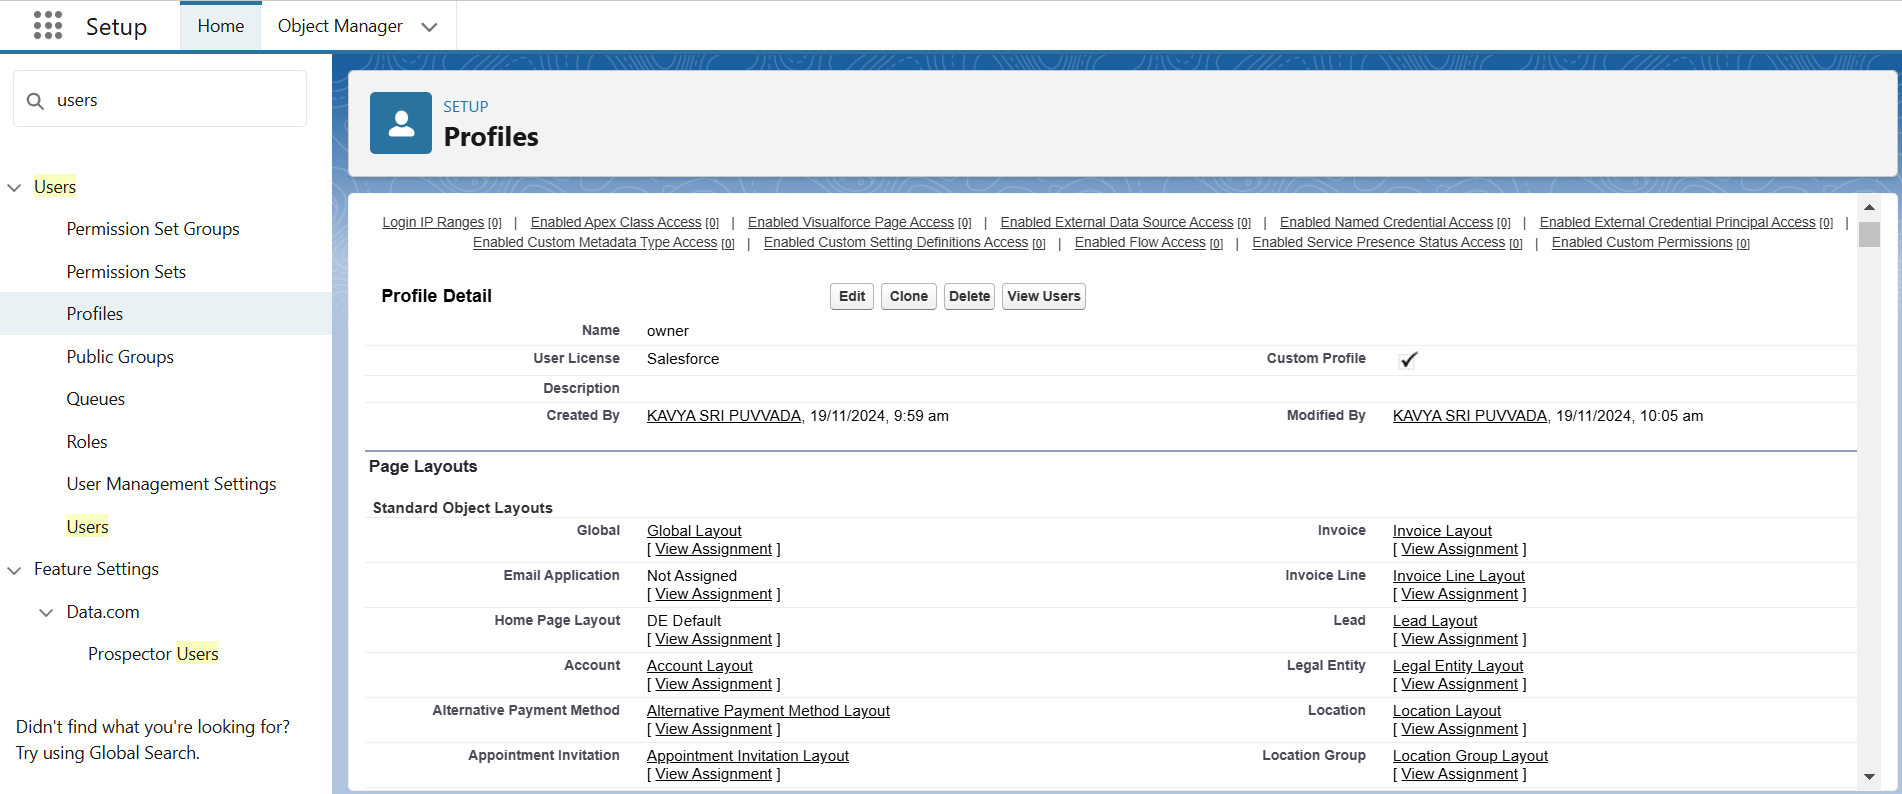 Setup
Home
Object Manager
users
Users
Permission Set Groups
Permission Sets
Profiles
Public Groups
Queues
Roles
User Management Settings
Users
Feature Settings
Data.com
Prospector Users
Didn't find what you're looking for?
Try using Global Search.
SETUP
Profiles
Login IP Ranges [0] | Enabled Apex Class Access [0] | Enabled Visualforce Page Access [0] | Enabled External Data Source Access [0] | Enabled Named Credential Access [0] | Enabled External Credential Principal Access [0] |
Enabled Custom Metadata Type Access [0] | Enabled Custom Setting Definitions Access [0] | Enabled Flow Access [0] | Enabled Service Presence Status Access [0] | Enabled Custom Permissions [0]
Profile Detail Edit Clone Delete View Users
Name owner
User License Salesforce Custom Profile
Description
Created By KAVYA SRI PUVVADA, 19/11/2024, 9:59 am Modified By KAVYA SRI PUVVADA, 19/11/2024, 10:05 am
Page Layouts
Standard Object Layouts
Global Global Layout Invoice Invoice Layout
[ View Assignment ] [ View Assignment ]
Email Application Not Assigned Invoice Line Invoice Line Layout
[ View Assignment ] [ View Assignment ]
Home Page Layout DE Default Lead Lead Layout
[ View Assignment ] [ View Assignment ]
Account Account Layout Legal Entity Legal Entity Layout
[ View Assignment ] [ View Assignment ]
Alternative Payment Method Alternative Payment Method Layout Location Location Layout
[ View Assignment ] [ View Assignment ]
Appointment Invitation Appointment Invitation Layout Location Group Location Group Layout
[ View Assignment ] [ View Assignment ]